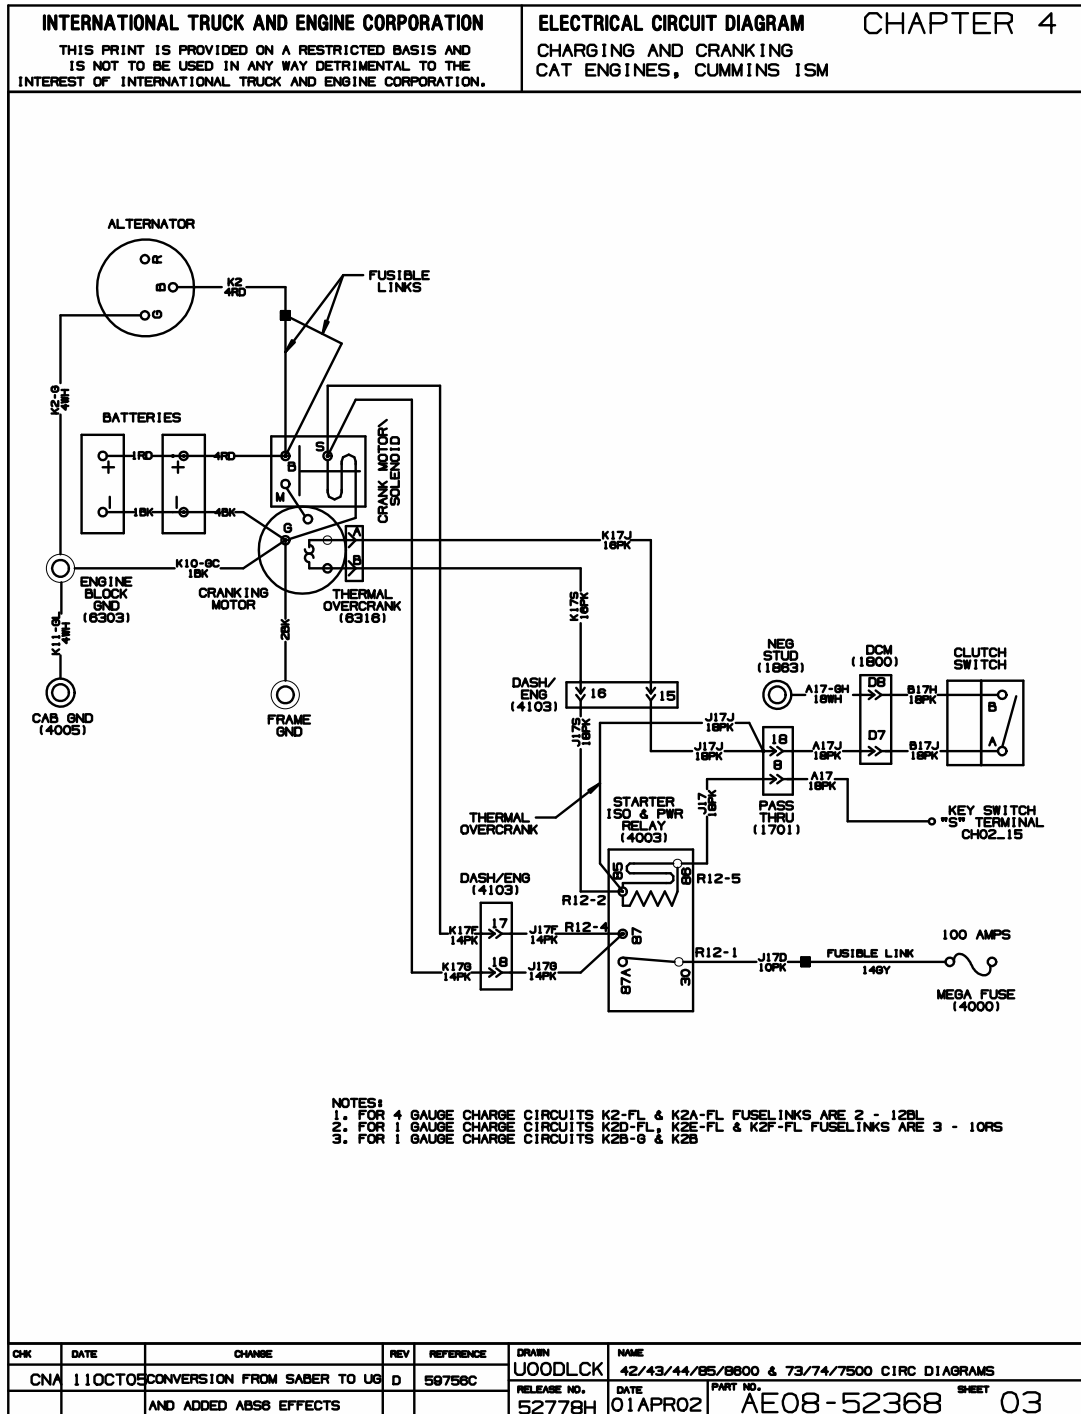 INTERNATIONAL TRUCK AND ENGINE CORPORATION
THIS PRINT IS PROVIDED ON A RESTRICTED BASIS AND
IS NOT TO BE USED IN ANY WAY DETRIMENTAL TO THE
INTEREST OF INTERNATIONAL TRUCK AND ENGINE CORPORATION.
ELECTRICAL CIRCUIT DIAGRAM
CHAPTER 4
CHARGING AND CRANKING
CAT ENGINES, CUMMINS ISM
ALTERNATOR
R
B
G
K2
4RD
FUSIBLE
LINKS
K2-G
4WH
BATTERIES
1RD
4RD
+
+
1BK
4BK
B
S
M
G
CRANK MOTOR\
SOLENOID
A
B
K10-GC
1BK
ENGINE
BLOCK
GND
(6303)
CRANKING
MOTOR
THERMAL
OVERCRANK
(6316)
K11-GL
4WH
2BK
CAB GND
(4005)
FRAME
GND
K17J
16PK
K17S
16PK
DASH/
ENG
(4103)
16
15
J17S
18PK
NEG
STUD
(1863)
DCM
(1800)
CLUTCH
SWITCH
A17-GH
18WH
D8
B17H
18PK
B
J17J
18PK
J17J
18PK
18
A17J
18PK
D7
B17J
18PK
A
8
A17
18PK
J17
18PK
PASS
THRU
(1701)
KEY SWITCH
"S" TERMINAL
CH02_15
THERMAL
OVERCRANK
STARTER
ISO & PWR
RELAY
(4003)
85
86
R12-5
R12-2
DASH/ENG
(4103)
K17F
14PK
17
J17F
14PK
R12-4
87
K17G
14PK
18
J17G
14PK
87A
30
R12-1
J17D
10PK
FUSIBLE LINK
14GY
100 AMPS
MEGA FUSE
(4000)
NOTES:
1. FOR 4 GAUGE CHARGE CIRCUITS K2-FL & K2A-FL FUSELINKS ARE 2 - 12BL
2. FOR 1 GAUGE CHARGE CIRCUITS K2D-FL, K2E-FL & K2F-FL FUSELINKS ARE 3 - 10RS
3. FOR 1 GAUGE CHARGE CIRCUITS K2B-G & K2B
CHK DATE CHANGE REV REFERENCE
CNA 11OCT05 CONVERSION FROM SABER TO UG D 59756C
AND ADDED ABS6 EFFECTS
DRAWN
UOODLCK
NAME
42/43/44/85/8600 & 73/74/7500 CIRC DIAGRAMS
RELEASE NO.
52778H
DATE
01APR02
PART NO.
AE08-52368
SHEET
03